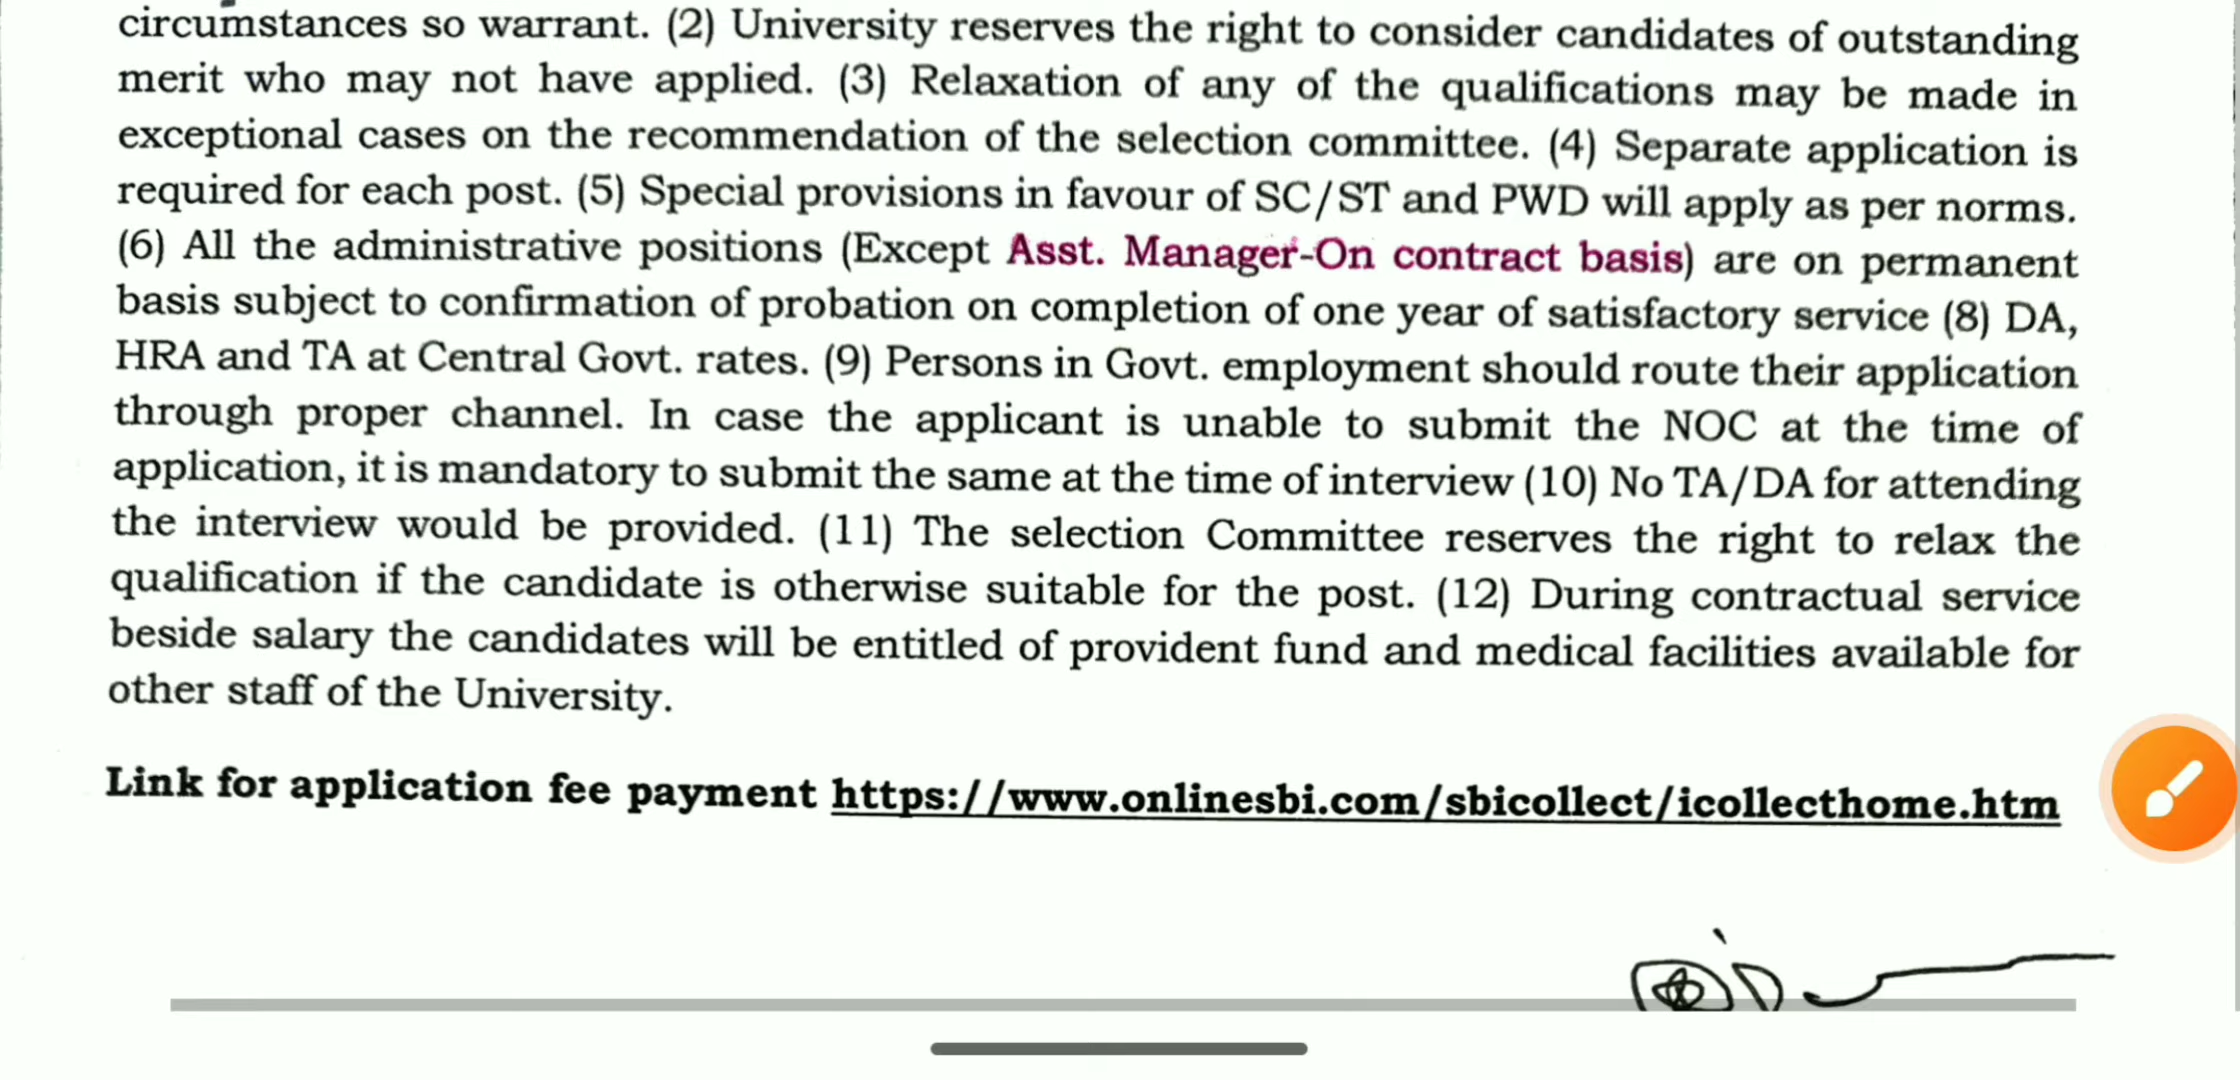 circumstances so warrant. (2) University reserves the right to consider candidates of outstanding
merit who may not have applied. (3) Relaxation of any of the qualifications may be made in
exceptional cases on the recommendation of the selection committee. (4) Separate application is
required for each post. (5) Special provisions in favour of SC/ST and PWD will apply as per norms.
(6) All the administrative positions (Except Asst. Manager-On contract basis) are on permanent
basis subject to confirmation of probation on completion of one year of satisfactory service (8) DA,
HRA and TA at Central Govt. rates. (9) Persons in Govt. employment should route their application
through proper channel. In case the applicant is unable to submit the NOC at the time of
application, it is mandatory to submit the same at the time of interview (10) No TA/DA for attending
the interview would be provided. (11) The selection Committee reserves the right to relax the
qualification if the candidate is otherwise suitable for the post. (12) During contractual service
beside salary the candidates will be entitled of provident fund and medical facilities available for
other staff of the University.
Link for application fee payment https://www.onlinesbi.com/sbicollect/icollecthome.htm